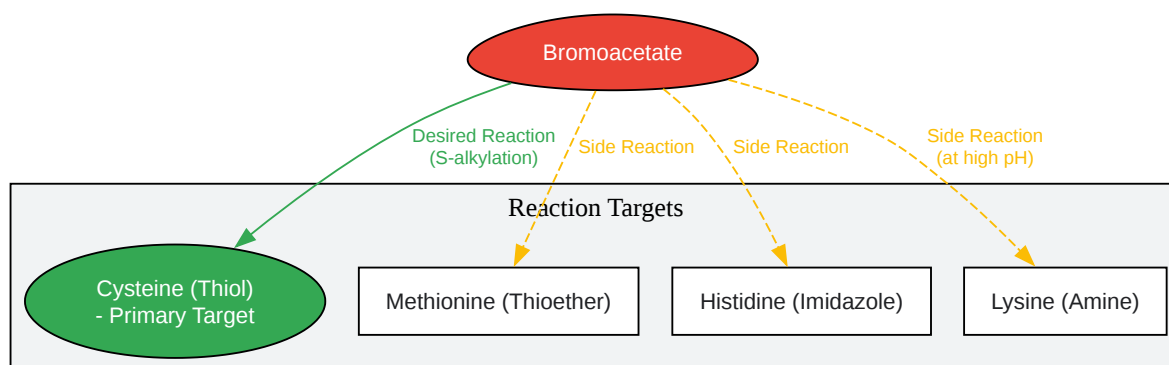 Bromoacetate
Desired Reaction
(S-alkylation)
Side Reaction
Side Reaction
Side Reaction
(at high pH)
Reaction Targets
Cysteine (Thiol)
- Primary Target
Methionine (Thioether)
Histidine (Imidazole)
Lysine (Amine)